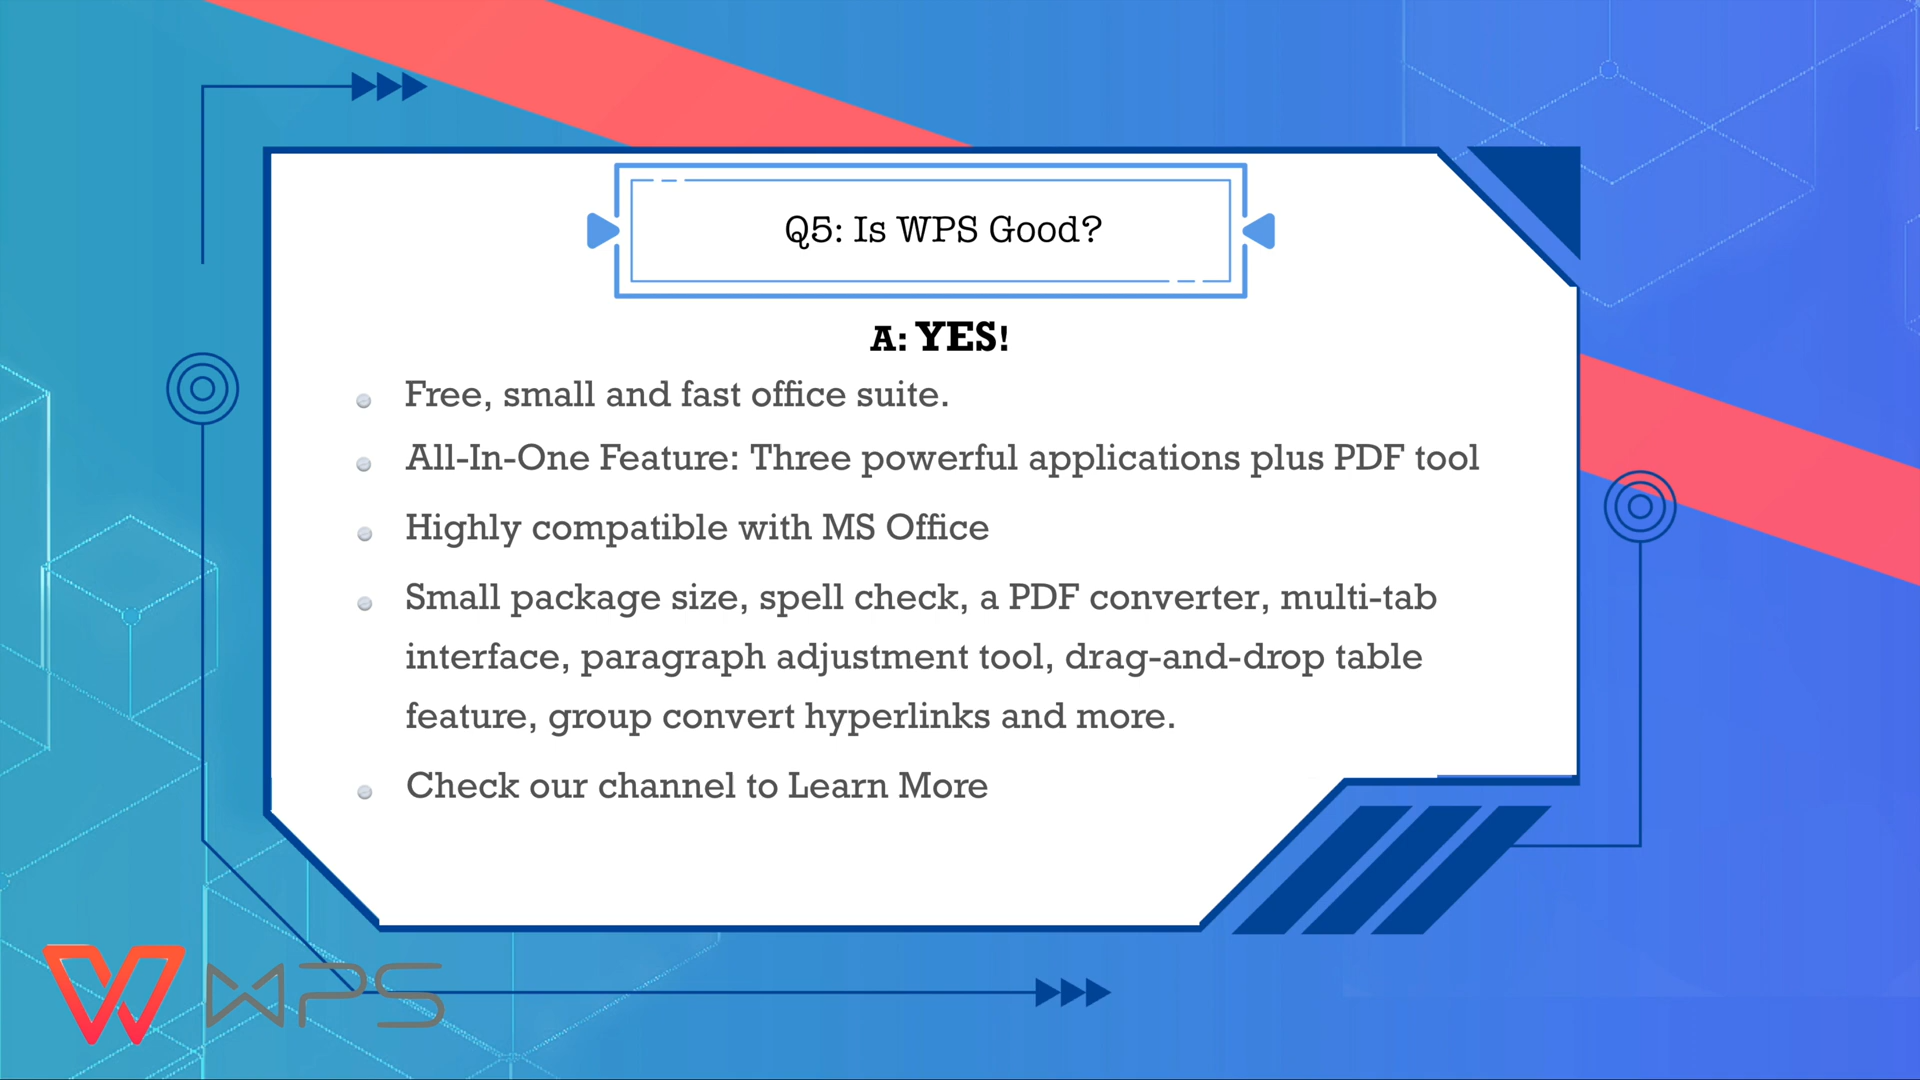 Q5: Is WPS Good?
A: YES!
Free, small and fast office suite.
All-In-One Feature: Three powerful applications plus PDF tool
Highly compatible with MS Office
Small package size, spell check, a PDF converter, multi-tab
interface, paragraph adjustment tool, drag-and-drop table
feature, group convert hyperlinks and more.
Check our channel to Learn More
WPS